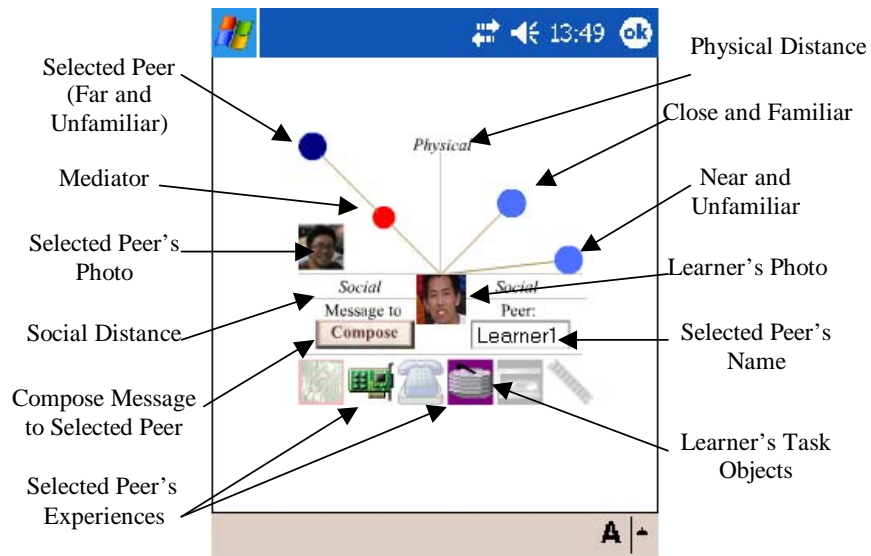 13:49 ok
Physical Distance
Selected Peer
(Far and
Unfamiliar)
Close and Familiar
Physical
Mediator
Near and
Unfamiliar
Selected Peer's
Photo
Learner's Photo
Social
Social
Message to
Peer:
Social Distance
Compose
Learner1
Selected Peer's
Name
Compose Message
to Selected Peer
Learner's Task
Objects
Selected Peer's
Experiences
A